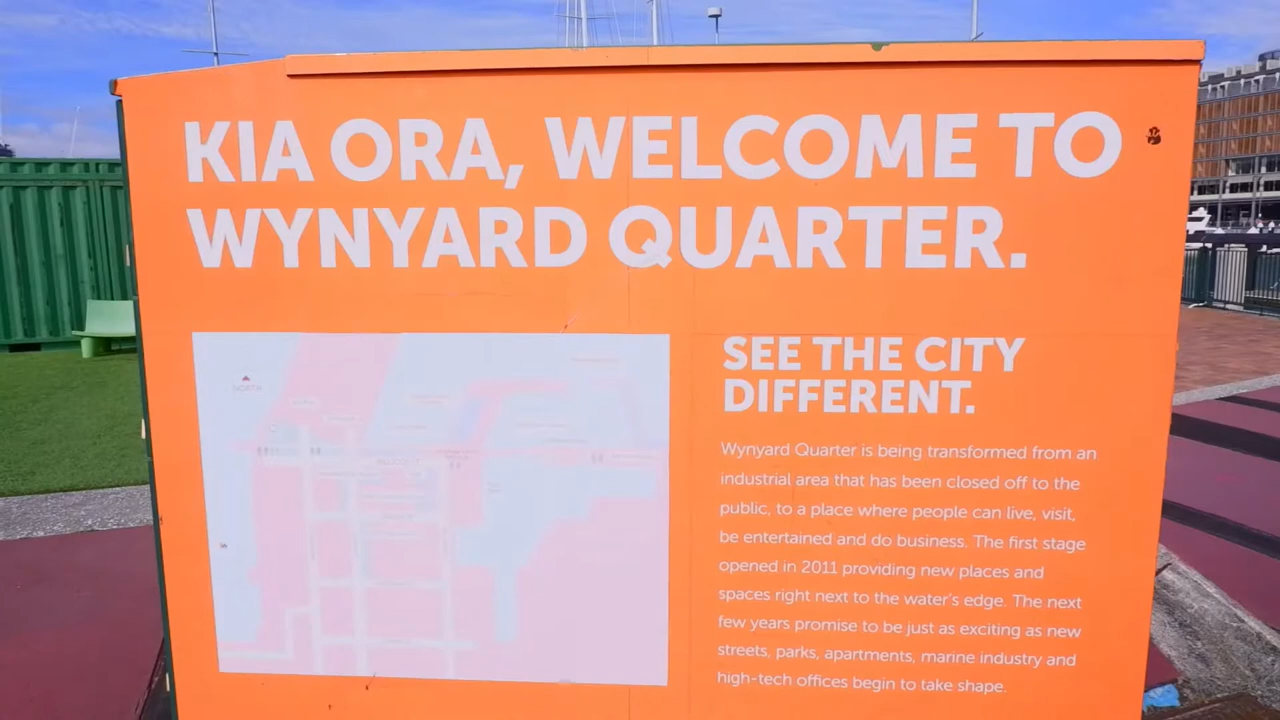 KIA ORA, WELCOME TO
WYNYARD QUARTER.
NORTH
SEE THE CITY
DIFFERENT.
Wynyard Quarter is being transformed from an
industrial area that has been closed off to the
public, to a place where people can live, visit,
be entertained and do business. The first stage
opened in 2011 providing new places and
spaces right next to the water's edge. The next
few years promise to be just as exciting as new
streets, parks, apartments, marine industry and
high-tech offices begin to take shape.